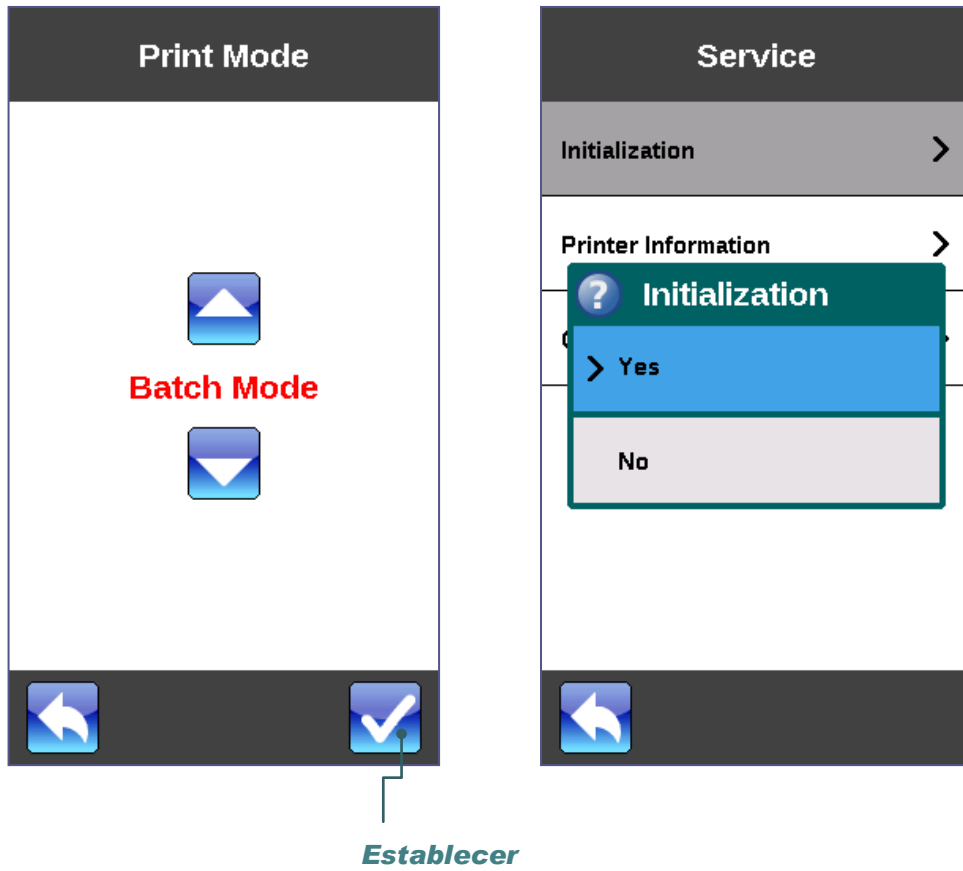 Print Mode
Batch Mode
Establecer
Service
Initialization
Printer Information
? Initialization
Yes
No